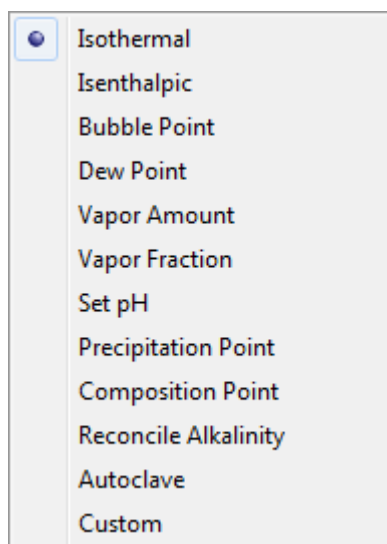 Isothermal
Isenthalpic
Bubble Point
Dew Point
Vapor Amount
Vapor Fraction
Set pH
Precipitation Point
Composition Point
Reconcile Alkalinity
Autoclave
Custom